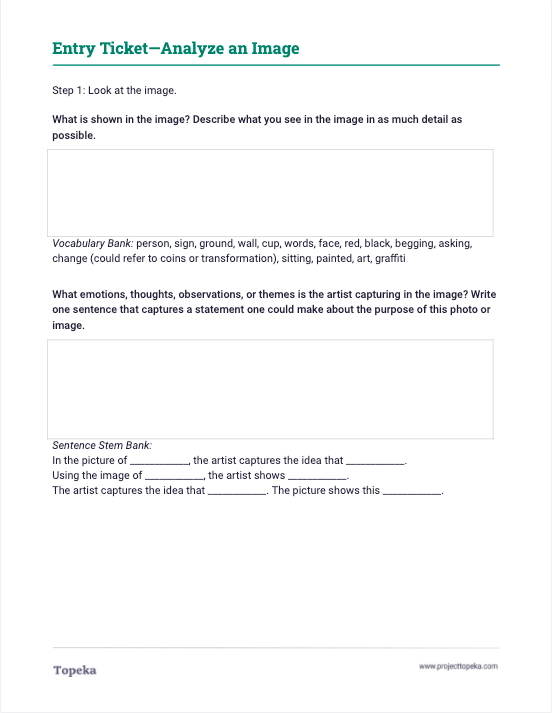 Entry Ticket—Analyze an Image
Step 1: Look at the image.
What is shown in the image? Describe what you see in the image in as much detail as
possible.
Vocabulary Bank: person, sign, ground, wall, cup, words, face, red, black, begging, asking,
change (could refer to coins or transformation), sitting, painted, art, graffiti
What emotions, thoughts, observations, or themes is the artist capturing in the image? Write
one sentence that captures a statement one could make about the purpose of this photo or
image.
Sentence Stem Bank:
In the picture of ___________, the artist captures the idea that ___________.
Using the image of ___________, the artist shows ___________.
The artist captures the idea that ___________. The picture shows this ___________.
Topeka
www.projecttopeka.com